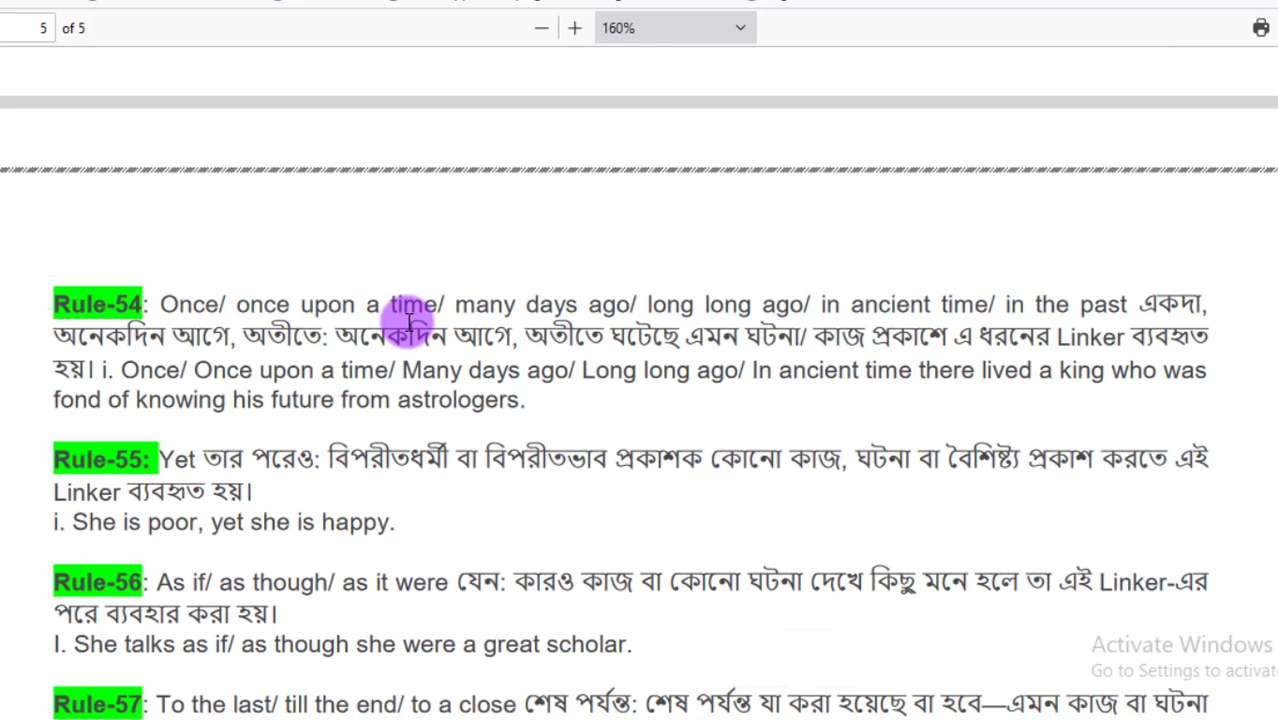 5 of 5
160%
Rule-54: Once/ once upon a time/ many days ago/ long long ago/ in ancient time/ in the past একদা,
অনেকদিন আগে, অতীতে: অনেকদিন আগে, অতীতে ঘটেছে এমন ঘটনা/ কাজ প্রকাশে এ ধরনের Linker ব্যবহৃত
হয়। i. Once/ Once upon a time/ Many days ago/ Long long ago/ In ancient time there lived a king who was
fond of knowing his future from astrologers.
Rule-55: Yet তার পরেও: বিপরীতধর্মী বা বিপরীতভাব প্রকাশক কোনো কাজ, ঘটনা বা বৈশিষ্ট্য প্রকাশ করতে এই
Linker ব্যবহৃত হয়।
i. She is poor, yet she is happy.
Rule-56: As if/ as though/ as it were যেন: কারও কাজ বা কোনো ঘটনা দেখে কিছু মনে হলে তা এই Linker-এর
পরে ব্যবহার করা হয়।
I. She talks as if/ as though she were a great scholar.
Activate Windows
Go to Settings to activat
Rule-57: To the last/ till the end/ to a close শেষ পর্যন্ত: শেষ পর্যন্ত যা করা হয়েছে বা হবে—এমন কাজ বা ঘটনা